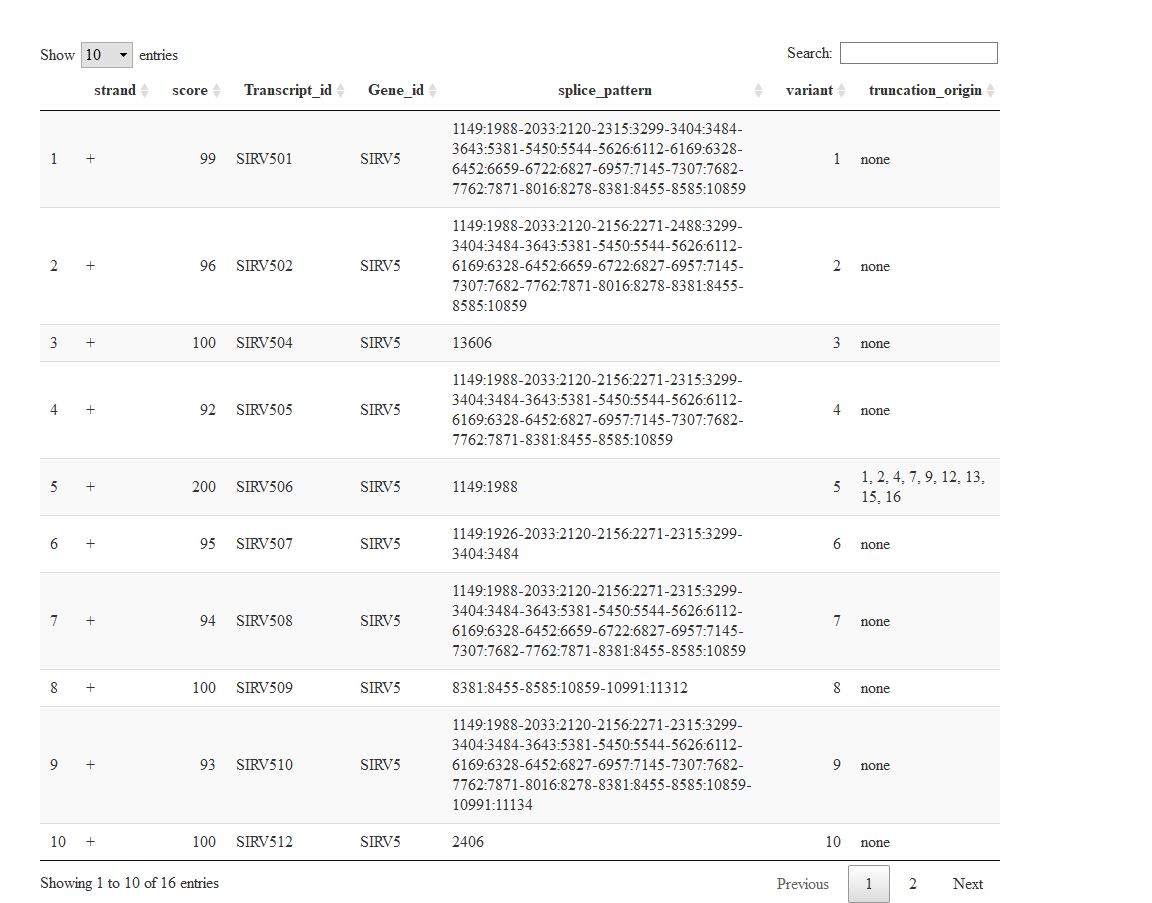 Show 10 entries Search:
strand score Transcript_id Gene_id splice_pattern variant truncation_origin
1 + 99 SIRV501 SIRV5 1149:1988-2033:2120-2315:3299-3404:3484-
3643:5381-5450:5544-5626:6112-6169:6328-
6452:6659-6722:6827-6957:7145-7307:7682-
7762:7871-8016:8278-8381:8455-8585:10859 1 none
2 + 96 SIRV502 SIRV5 1149:1988-2033:2120-2156:2271-2488:3299-
3404:3484-3643:5381-5450:5544-5626:6112-
6169:6328-6452:6659-6722:6827-6957:7145-
7307:7682-7762:7871-8016:8278-8381:8455-
8585:10859 2 none
3 + 100 SIRV504 SIRV5 13606 3 none
4 + 92 SIRV505 SIRV5 1149:1988-2033:2120-2156:2271-2315:3299-
3404:3484-3643:5381-5450:5544-5626:6112-
6169:6328-6452:6827-6957:7145-7307:7682-
7762:7871-8381:8455-8585:10859 4 none
5 + 200 SIRV506 SIRV5 1149:1988 5 1, 2, 4, 7, 9, 12, 13,
15, 16
6 + 95 SIRV507 SIRV5 1149:1926-2033:2120-2156:2271-2315:3299-
3404:3484 6 none
7 + 94 SIRV508 SIRV5 1149:1988-2033:2120-2156:2271-2315:3299-
3404:3484-3643:5381-5450:5544-5626:6112-
6169:6328-6452:6659-6722:6827-6957:7145-
7307:7682-7762:7871-8381:8455-8585:10859 7 none
8 + 100 SIRV509 SIRV5 8381:8455-8585:10859-10991:11312 8 none
9 + 93 SIRV510 SIRV5 1149:1988-2033:2120-2156:2271-2315:3299-
3404:3484-3643:5381-5450:5544-5626:6112-
6169:6328-6452:6827-6957:7145-7307:7682-
7762:7871-8016:8278-8381:8455-8585:10859-
10991:11134 9 none
10 + 100 SIRV512 SIRV5 2406 10 none
Showing 1 to 10 of 16 entries Previous 1 2 Next